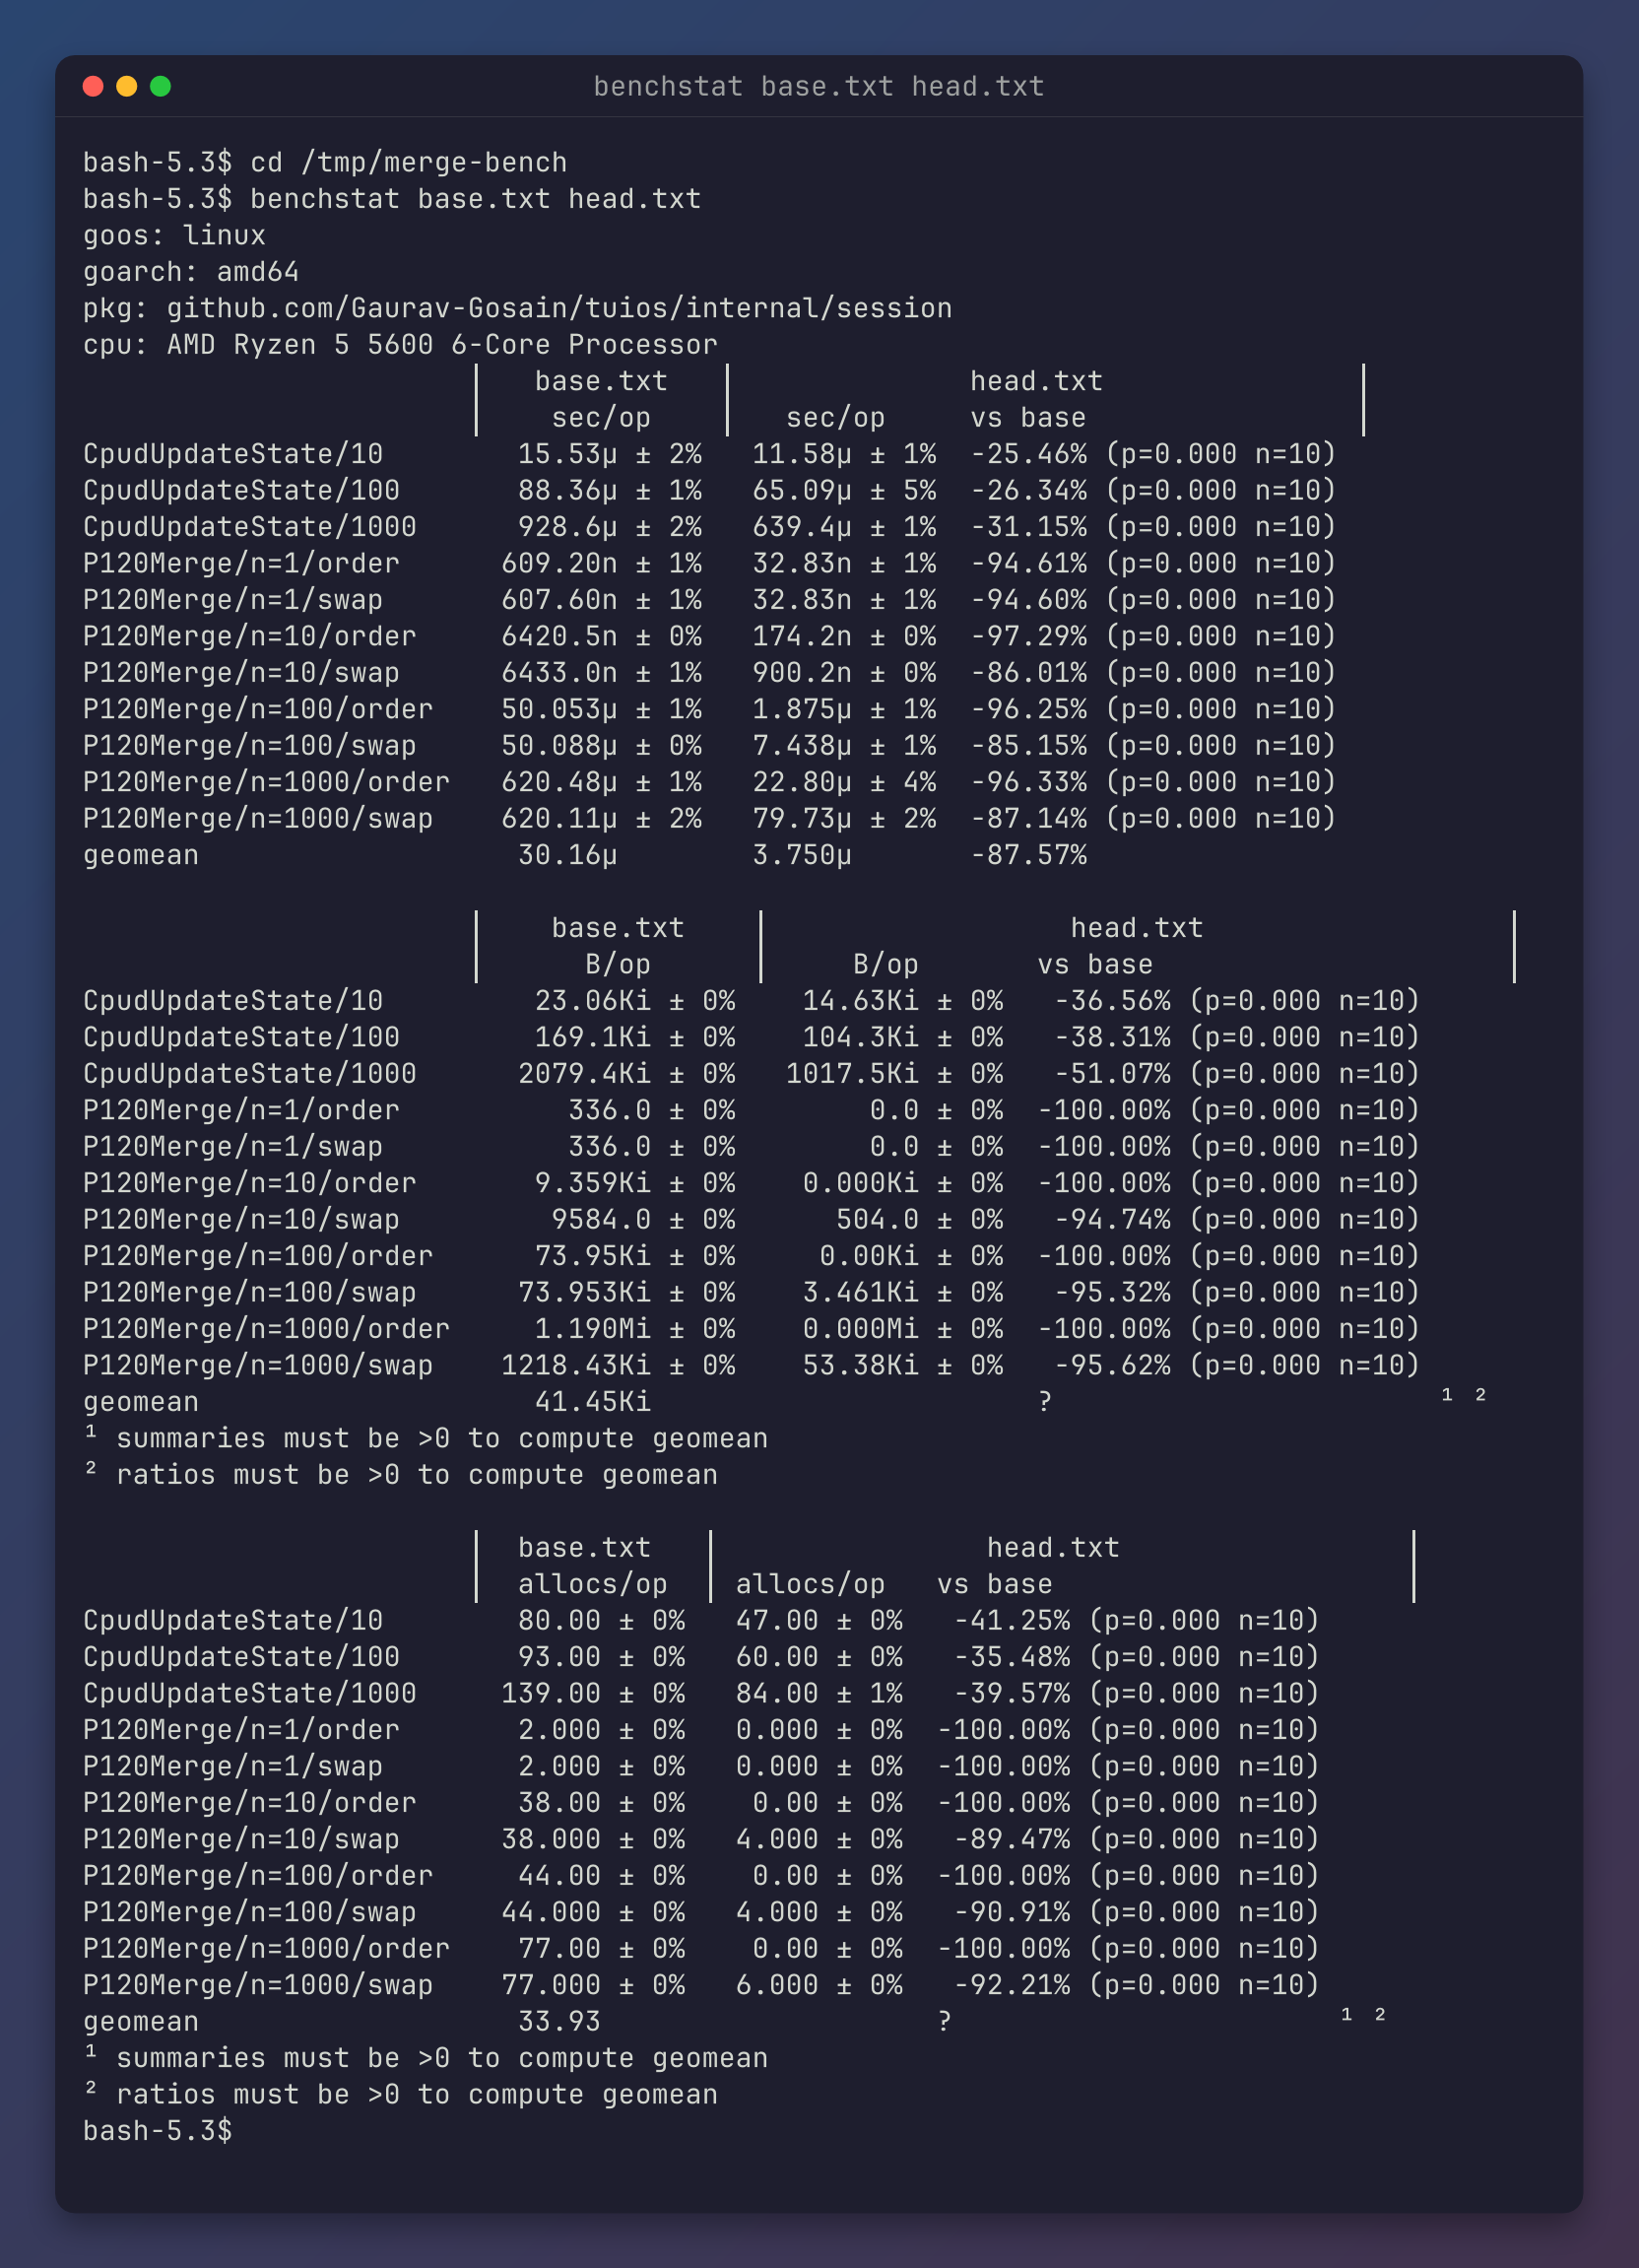 benchstat base.txt head.txt
bash-5.3$ cd /tmp/merge-bench
bash-5.3$ benchstat base.txt head.txt
goos: linux
goarch: amd64
pkg: github.com/Gaurav-Gosain/tuios/internal/session
cpu: AMD Ryzen 5 5600 6-Core Processor
│ base.txt │ head.txt │
│ sec/op │ sec/op vs base │
CpudUpdateState/10 15.53µ ± 2% 11.58µ ± 1% -25.46% (p=0.000 n=10)
CpudUpdateState/100 88.36µ ± 1% 65.09µ ± 5% -26.34% (p=0.000 n=10)
CpudUpdateState/1000 928.6µ ± 2% 639.4µ ± 1% -31.15% (p=0.000 n=10)
P120Merge/n=1/order 609.20n ± 1% 32.83n ± 1% -94.61% (p=0.000 n=10)
P120Merge/n=1/swap 607.60n ± 1% 32.83n ± 1% -94.60% (p=0.000 n=10)
P120Merge/n=10/order 6420.5n ± 0% 174.2n ± 0% -97.29% (p=0.000 n=10)
P120Merge/n=10/swap 6433.0n ± 1% 900.2n ± 0% -86.01% (p=0.000 n=10)
P120Merge/n=100/order 50.053µ ± 1% 1.875µ ± 1% -96.25% (p=0.000 n=10)
P120Merge/n=100/swap 50.088µ ± 0% 7.438µ ± 1% -85.15% (p=0.000 n=10)
P120Merge/n=1000/order 620.48µ ± 1% 22.80µ ± 4% -96.33% (p=0.000 n=10)
P120Merge/n=1000/swap 620.11µ ± 2% 79.73µ ± 2% -87.14% (p=0.000 n=10)
geomean 30.16µ 3.750µ -87.57%
│ base.txt │ head.txt │
│ B/op │ B/op vs base │
CpudUpdateState/10 23.06Ki ± 0% 14.63Ki ± 0% -36.56% (p=0.000 n=10)
CpudUpdateState/100 169.1Ki ± 0% 104.3Ki ± 0% -38.31% (p=0.000 n=10)
CpudUpdateState/1000 2079.4Ki ± 0% 1017.5Ki ± 0% -51.07% (p=0.000 n=10)
P120Merge/n=1/order 336.0 ± 0% 0.0 ± 0% -100.00% (p=0.000 n=10)
P120Merge/n=1/swap 336.0 ± 0% 0.0 ± 0% -100.00% (p=0.000 n=10)
P120Merge/n=10/order 9.359Ki ± 0% 0.000Ki ± 0% -100.00% (p=0.000 n=10)
P120Merge/n=10/swap 9584.0 ± 0% 504.0 ± 0% -94.74% (p=0.000 n=10)
P120Merge/n=100/order 73.95Ki ± 0% 0.00Ki ± 0% -100.00% (p=0.000 n=10)
P120Merge/n=100/swap 73.953Ki ± 0% 3.461Ki ± 0% -95.32% (p=0.000 n=10)
P120Merge/n=1000/order 1.190Mi ± 0% 0.000Mi ± 0% -100.00% (p=0.000 n=10)
P120Merge/n=1000/swap 1218.43Ki ± 0% 53.38Ki ± 0% -95.62% (p=0.000 n=10)
geomean 41.45Ki ? ¹ ²
¹ summaries must be >0 to compute geomean
² ratios must be >0 to compute geomean
│ base.txt │ head.txt │
│ allocs/op │ allocs/op vs base │
CpudUpdateState/10 80.00 ± 0% 47.00 ± 0% -41.25% (p=0.000 n=10)
CpudUpdateState/100 93.00 ± 0% 60.00 ± 0% -35.48% (p=0.000 n=10)
CpudUpdateState/1000 139.00 ± 0% 84.00 ± 1% -39.57% (p=0.000 n=10)
P120Merge/n=1/order 2.000 ± 0% 0.000 ± 0% -100.00% (p=0.000 n=10)
P120Merge/n=1/swap 2.000 ± 0% 0.000 ± 0% -100.00% (p=0.000 n=10)
P120Merge/n=10/order 38.00 ± 0% 0.00 ± 0% -100.00% (p=0.000 n=10)
P120Merge/n=10/swap 38.000 ± 0% 4.000 ± 0% -89.47% (p=0.000 n=10)
P120Merge/n=100/order 44.00 ± 0% 0.00 ± 0% -100.00% (p=0.000 n=10)
P120Merge/n=100/swap 44.000 ± 0% 4.000 ± 0% -90.91% (p=0.000 n=10)
P120Merge/n=1000/order 77.00 ± 0% 0.00 ± 0% -100.00% (p=0.000 n=10)
P120Merge/n=1000/swap 77.000 ± 0% 6.000 ± 0% -92.21% (p=0.000 n=10)
geomean 33.93 ? ¹ ²
¹ summaries must be >0 to compute geomean
² ratios must be >0 to compute geomean
bash-5.3$